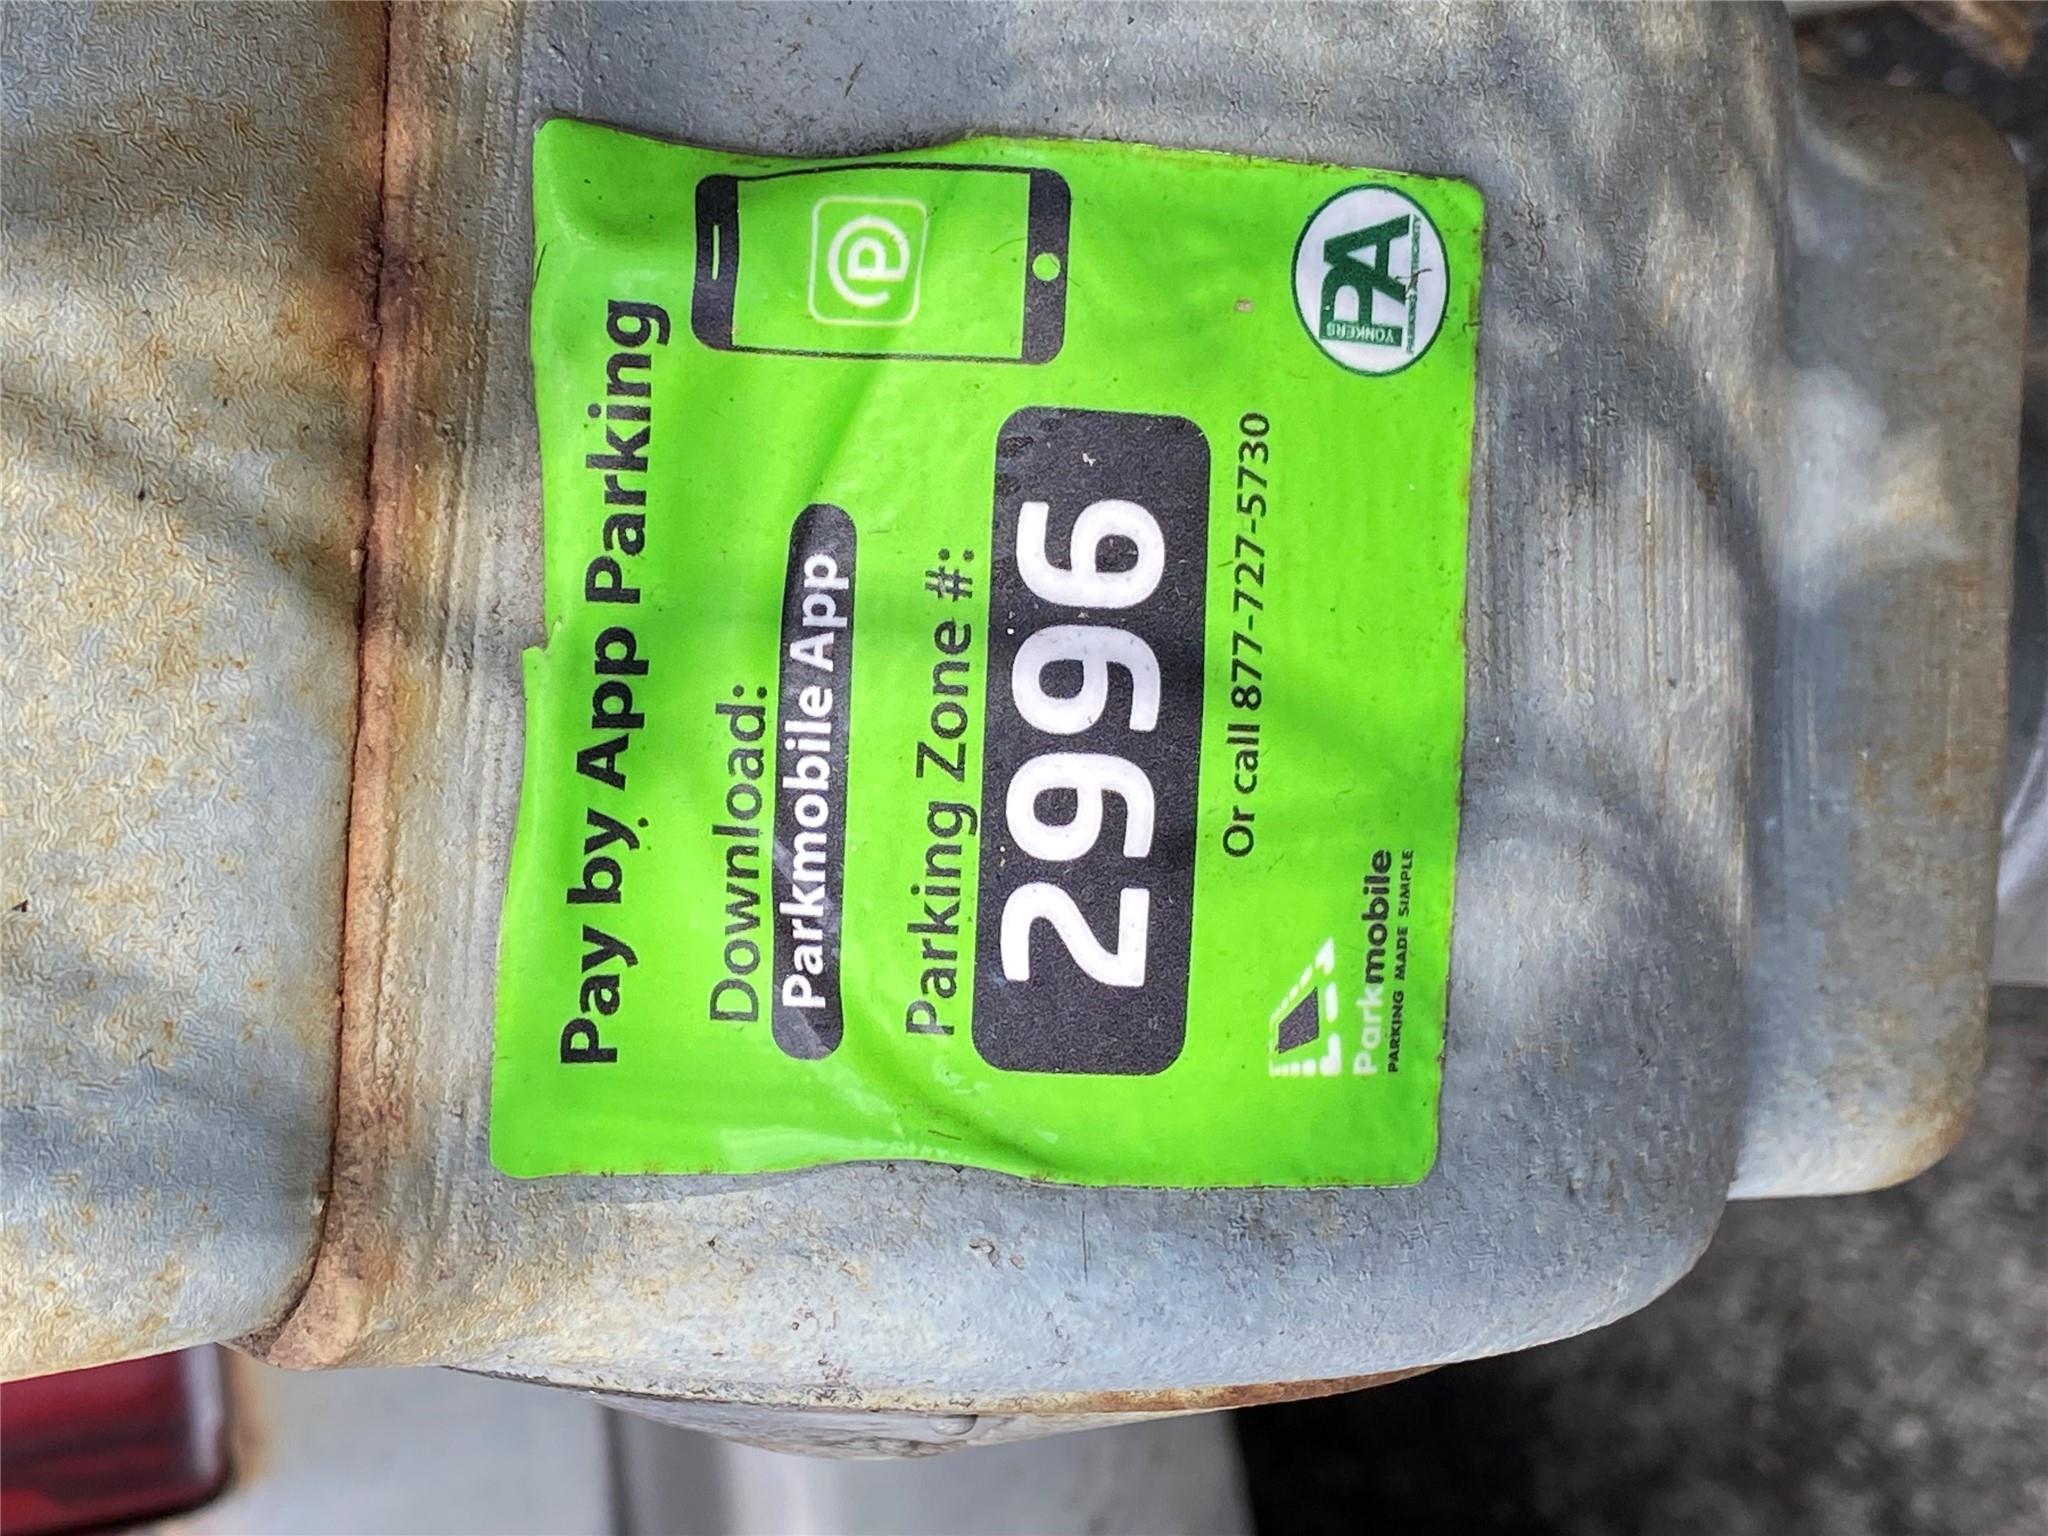 Pay by App Parking
Download:
Parkmobile App
Parking Zone #:
2996
Or call 877-727-5730
Parkmobile
PARKING MADE SIMPLE
PA
YONKERS